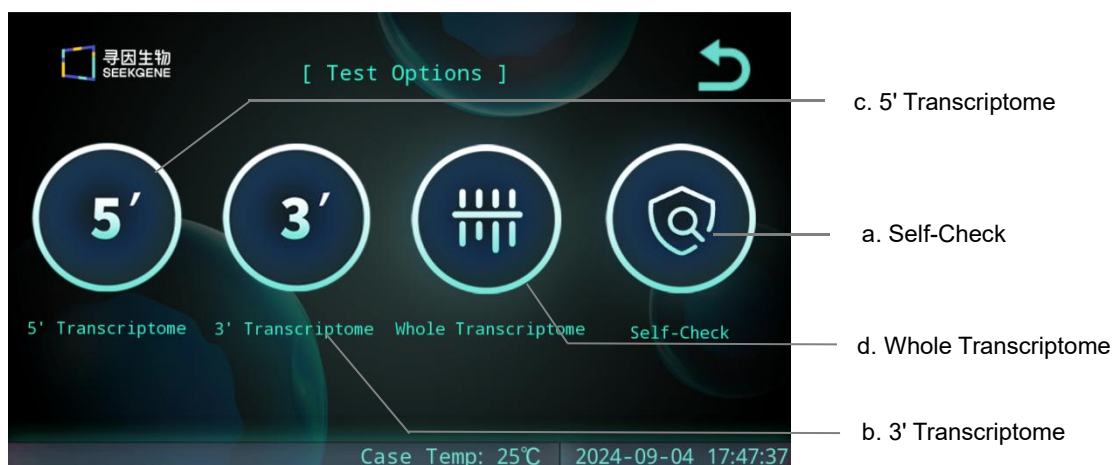 寻因生物
SEEKGENE
[ Test Options ]
c. 5' Transcriptome
5′
3′
a. Self-Check
5' Transcriptome
3' Transcriptome
Whole Transcriptome
Self-Check
d. Whole Transcriptome
b. 3' Transcriptome
Case Temp: 25℃
2024-09-04 17:47:37